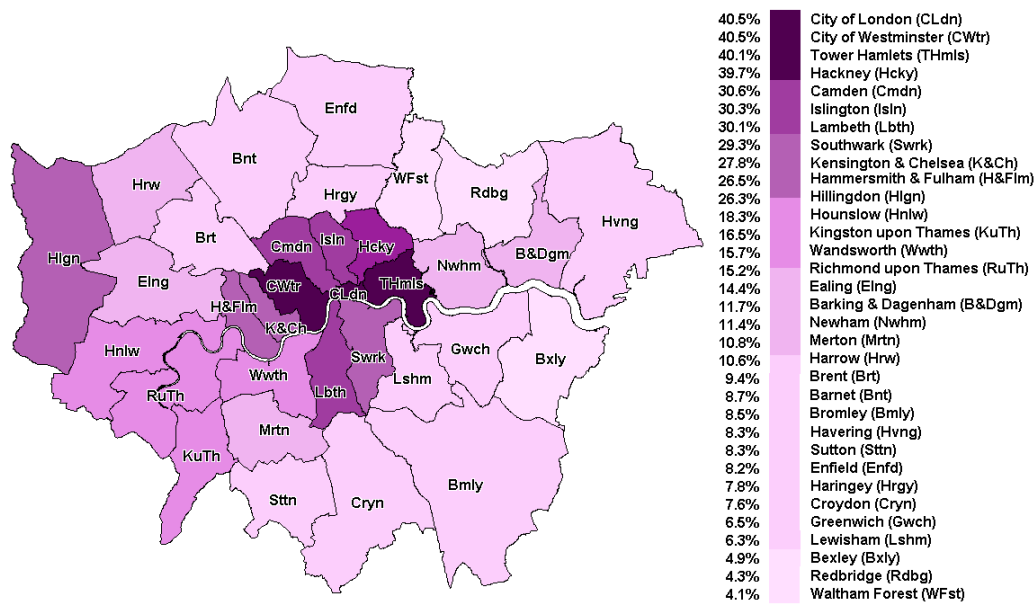 Enfd
Bnt
Hrw
Hrgy
WFst
Rdbg
Hvng
Brt
Cmdn
Isln
Hcky
Hlgn
Nwhm
B&Dgm
Elng
CWtr
CLdn
THmls
H&Flm
K&Ch
Hnlw
Wwth
Swrk
Gwch
Bxly
Lshm
RuTh
Lbth
Mrtn
KuTh
Bmly
Sttn
Cryn
40.5% City of London (CLdn)
40.5% City of Westminster (CWtr)
40.1% Tower Hamlets (THmls)
39.7% Hackney (Hcky)
30.6% Camden (Cmdn)
30.3% Islington (Isln)
30.1% Lambeth (Lbth)
29.3% Southwark (Swrk)
27.8% Kensington & Chelsea (K&Ch)
26.5% Hammersmith & Fulham (H&Flm)
26.3% Hillingdon (Hlgn)
18.3% Hounslow (Hnlw)
16.5% Kingston upon Thames (KuTh)
15.7% Wandsworth (Wwth)
15.2% Richmond upon Thames (RuTh)
14.4% Ealing (Elng)
11.7% Barking & Dagenham (B&Dgm)
11.4% Newham (Nwhm)
10.8% Merton (Mrtn)
10.6% Harrow (Hrw)
9.4% Brent (Brt)
8.7% Barnet (Bnt)
8.5% Bromley (Bmly)
8.3% Havering (Hvng)
8.3% Sutton (Sttn)
8.2% Enfield (Enfd)
7.8% Haringey (Hrgy)
7.6% Croydon (Cryn)
6.5% Greenwich (Gwch)
6.3% Lewisham (Lshm)
4.9% Bexley (Bxly)
4.3% Redbridge (Rdbg)
4.1% Waltham Forest (WFst)